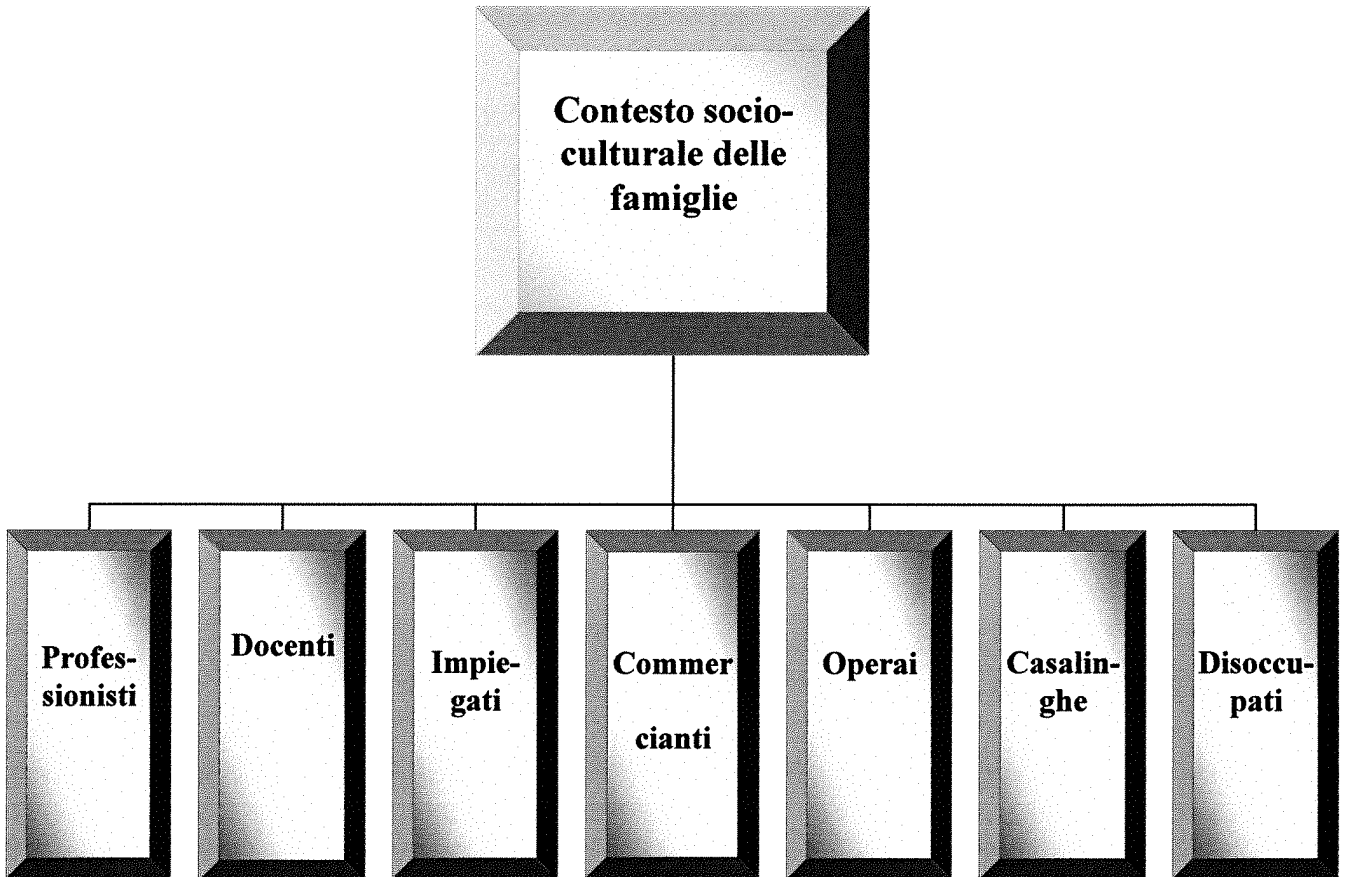 Contesto socio-
culturale delle
famiglie
Profes-
sionisti
Docenti
Impie-
gati
Commer
cianti
Operai
Casalin-
ghe
Disoccu-
pati